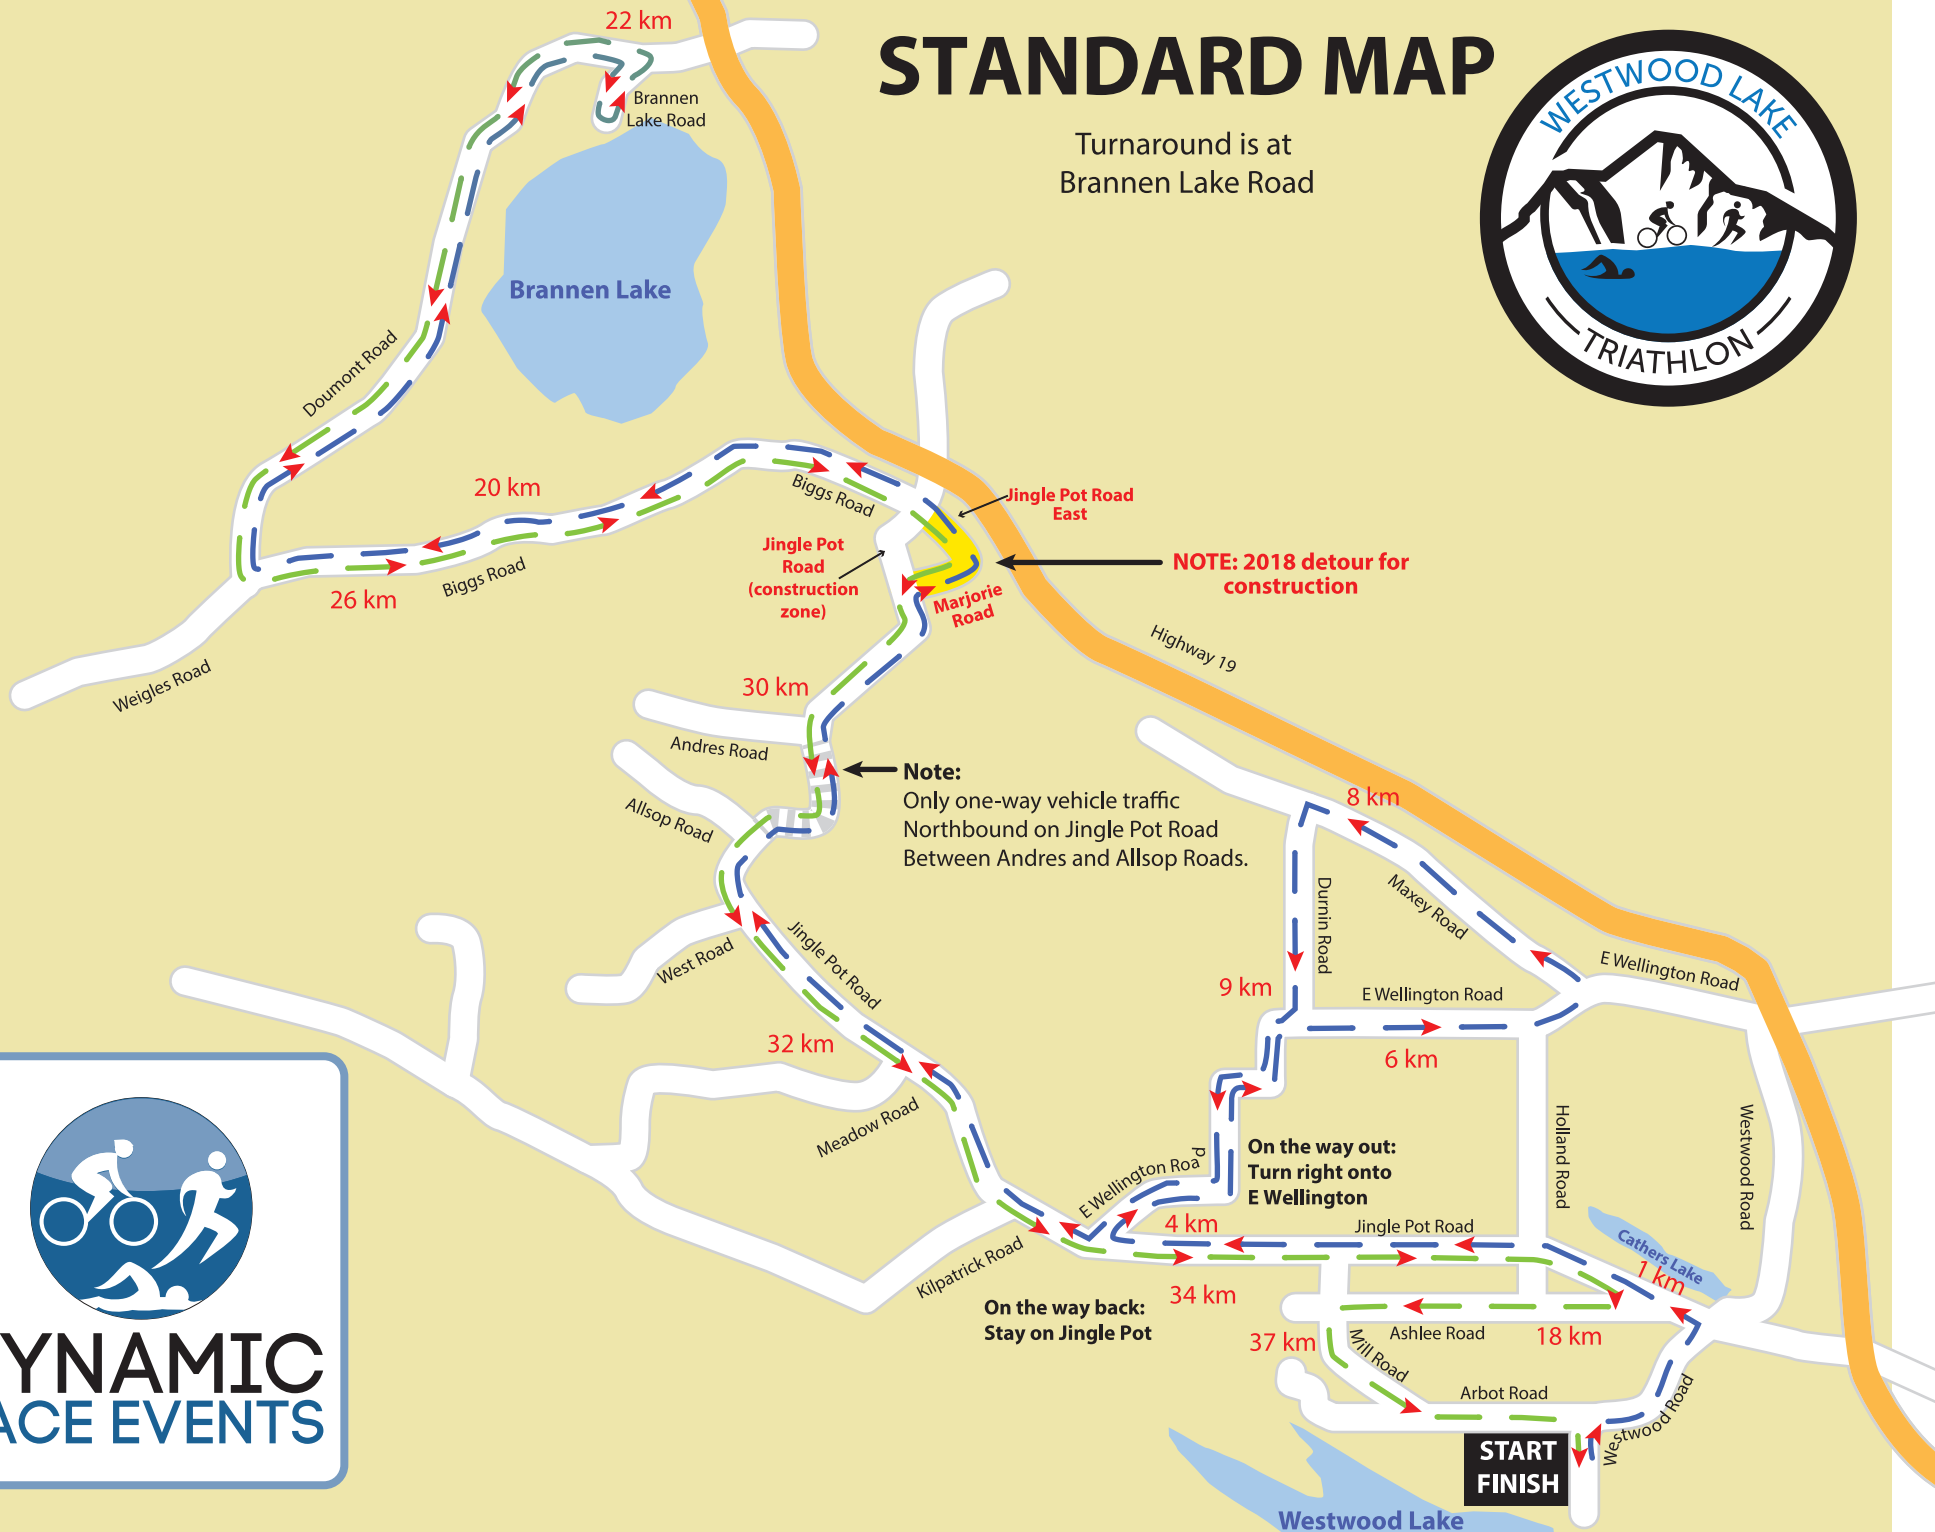 22 km
STANDARD MAP
WESTWOOD LAKE
TRIATHLON
Turnaround is at
Brannen Lake Road
Brannen
Lake Road
Brannen Lake
Doumont Road
20 km
Biggs Road
Jingle Pot Road
East
Jingle Pot
Road
(construction
zone)
NOTE: 2018 detour for
construction
Marjorie
Road
26 km
Biggs Road
Highway 19
Weigles Road
30 km
Andres Road
Note:
Only one-way vehicle traffic
Northbound on Jingle Pot Road
Between Andres and Allsop Roads.
Allsop Road
8 km
Maxey Road
Durnin Road
West Road
Jingle Pot Road
E Wellington Road
9 km
E Wellington Road
32 km
6 km
Meadow Road
Holland Road
Westwood Road
On the way out:
Turn right onto
E Wellington
E Wellington Road
4 km
Jingle Pot Road
Cathers Lake
1 km
Kilpatrick Road
34 km
On the way back:
Stay on Jingle Pot
37 km
Mill Road
Ashlee Road
18 km
Arbot Road
Westwood Road
START
FINISH
Westwood Lake
YNAMIC
ACE EVENTS